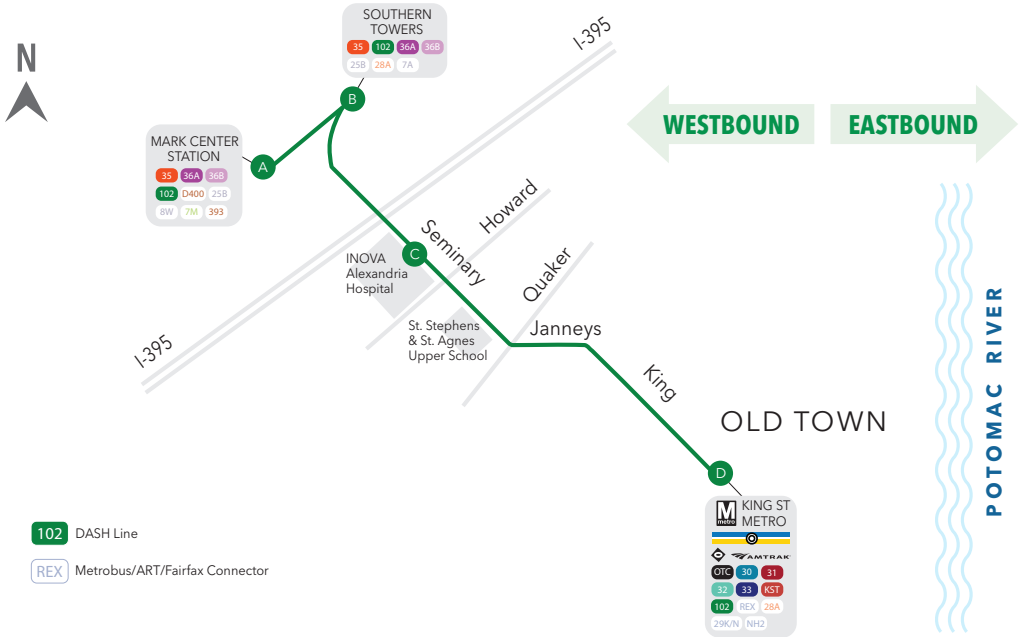 N
SOUTHERN
TOWERS
35 102 36A 36B
25B 28A 7A
I-395
WESTBOUND
EASTBOUND
MARK CENTER
STATION
35 36A 36B
102 D400 25B
8W 7M 393
A
B
C
Seminary
Howard
Quaker
INOVA
Alexandria
Hospital
St. Stephens
& St. Agnes
Upper School
Janneys
I-395
King
OLD TOWN
POTOMAC RIVER
D
M
metro
KING ST
METRO
AMTRAK
OTC 30 31
32 33 KST
102 REX 28A
29K/N NH2
102 DASH Line
REX Metrobus/ART/Fairfax Connector